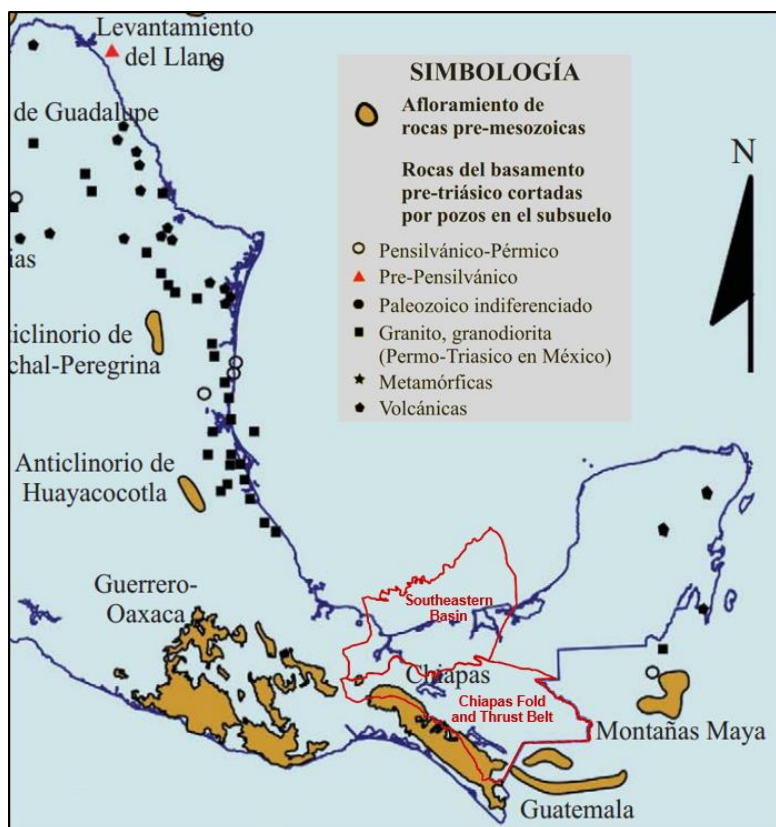 Levantamiento
del Llano
de Guadalupe
ias
ticlinorio de
chal-Peregrina
Anticlinorio de
Huayacocotla
Guerrero-
Oaxaca
SIMBOLOGÍA
Afloramiento de
rocas pre-mesozoicas
Rocas del basamento
pre-triásico cortadas
por pozos en el subsuelo
Pensilvánico-Pérmico
Pre-Pensilvánico
Paleozoico indiferenciado
Granito, granodiorita
(Permo-Triasico en México)
Metamórficas
Volcánicas
N
Southeastern
Basin
Chiapas
Chiapas Fold
and Thrust Belt
Montañas Maya
Guatemala